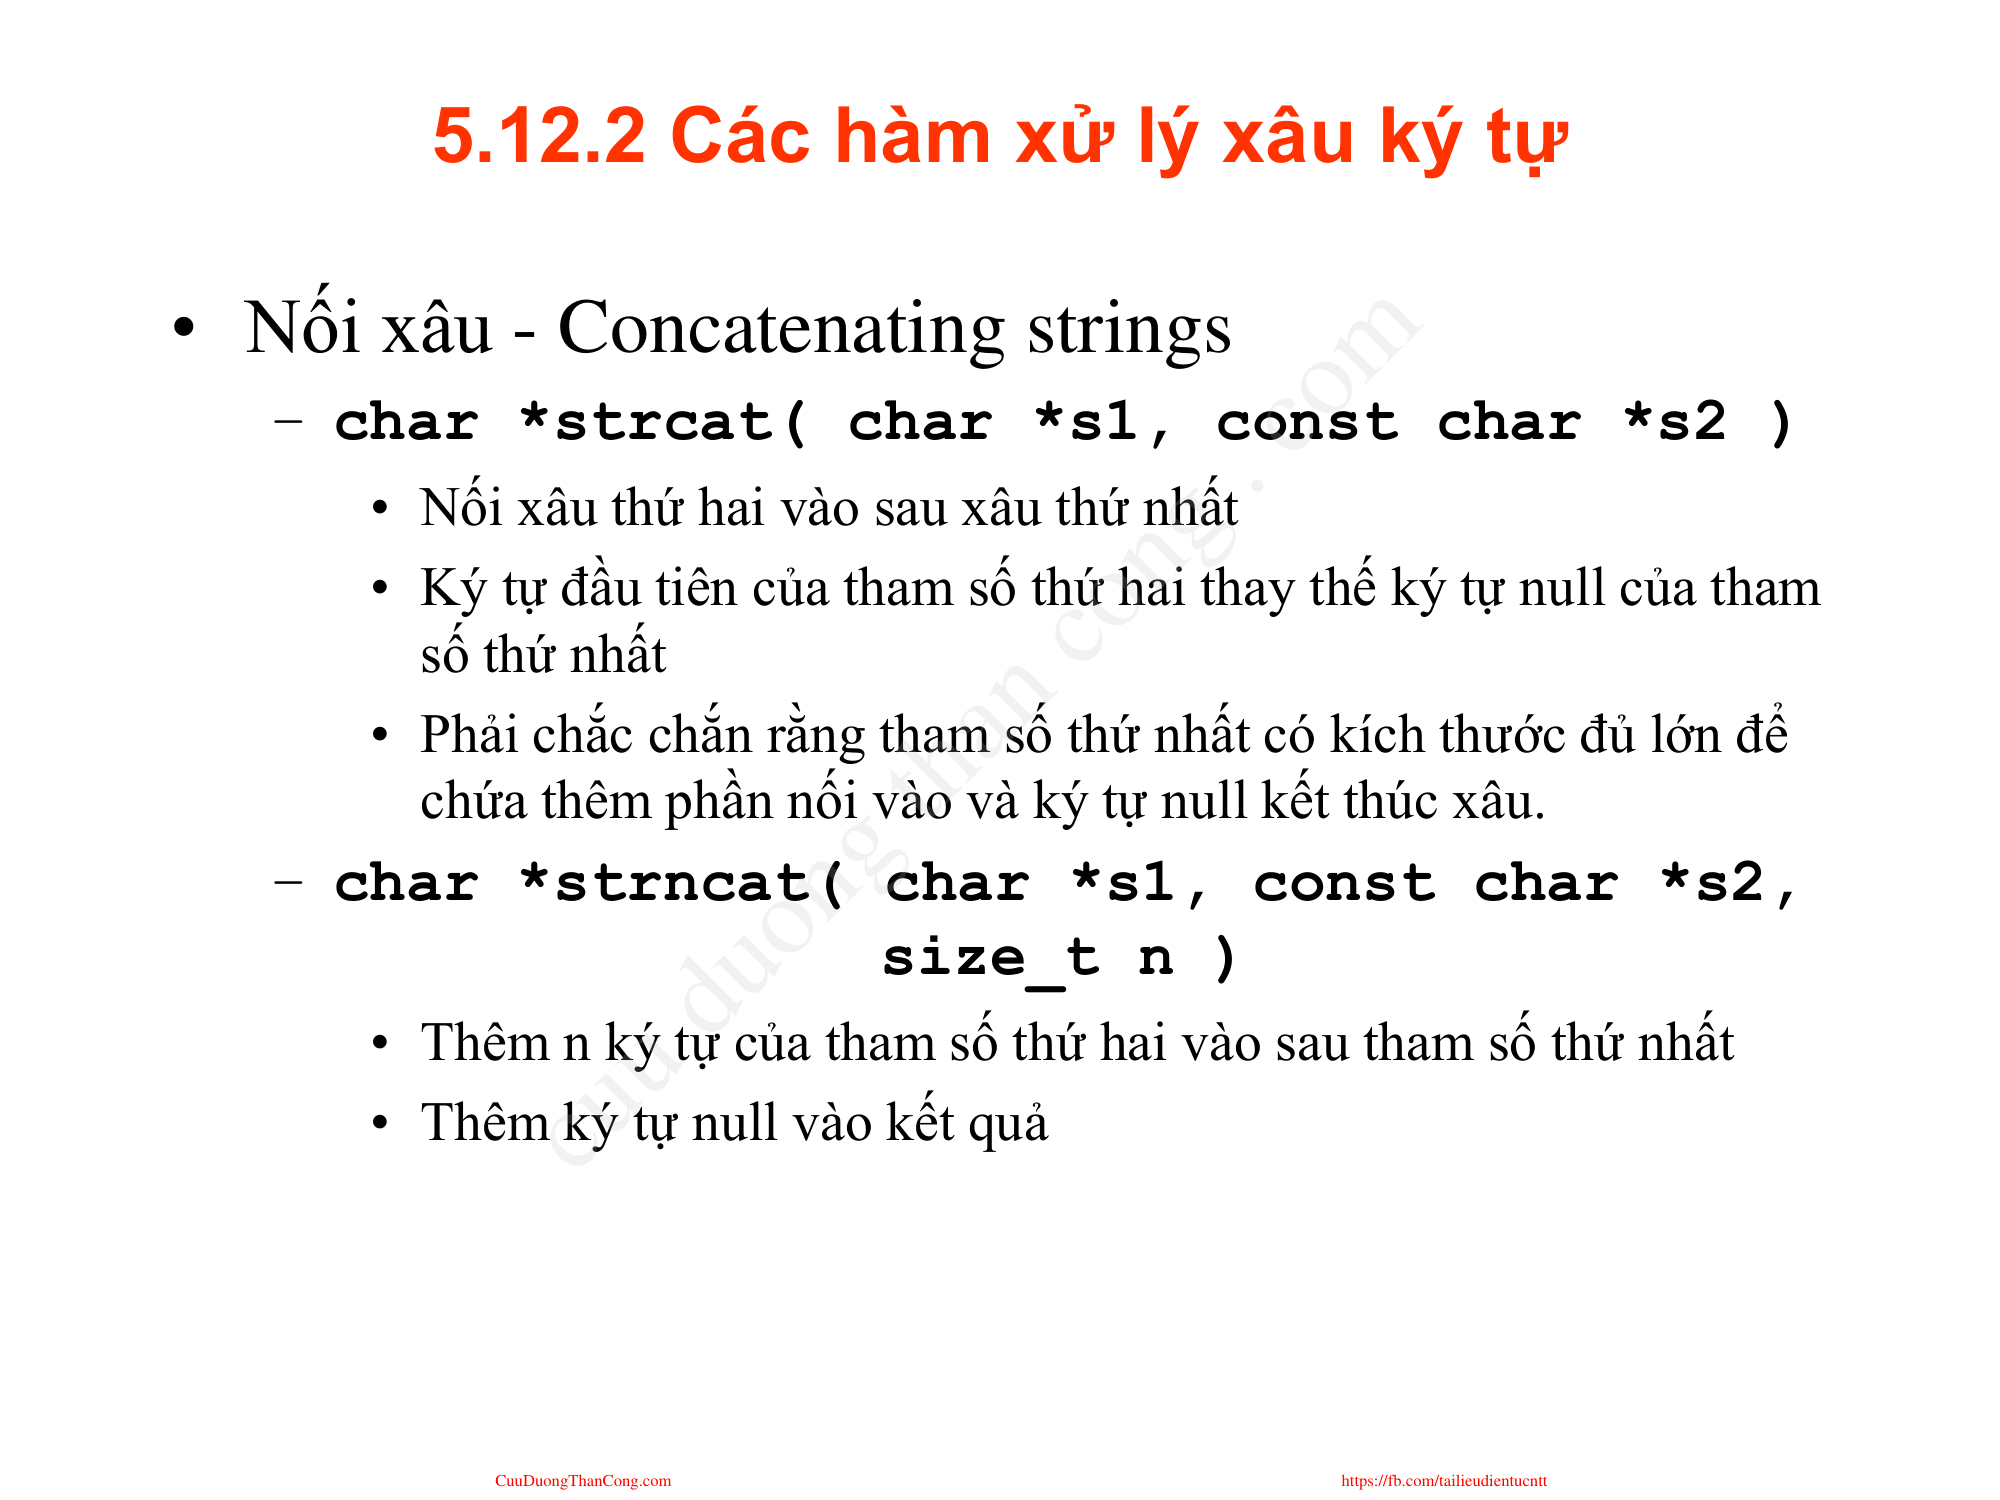 5.12.2 Các hàm xử lý xâu ký tự
• Nối xâu - Concatenating strings
– char *strcat( char *s1, const char *s2 )
• Nối xâu thứ hai vào sau xâu thứ nhất
• Ký tự đầu tiên của tham số thứ hai thay thế ký tự null của tham
số thứ nhất
• Phải chắc chắn rằng tham số thứ nhất có kích thước đủ lớn để
chứa thêm phần nối vào và ký tự null kết thúc xâu.
– char *strncat( char *s1, const char *s2,
size_t n )
• Thêm n ký tự của tham số thứ hai vào sau tham số thứ nhất
• Thêm ký tự null vào kết quả
cuu duong than cong . com
CuuDuongThanCong.com
https://fb.com/tailieudientucntt